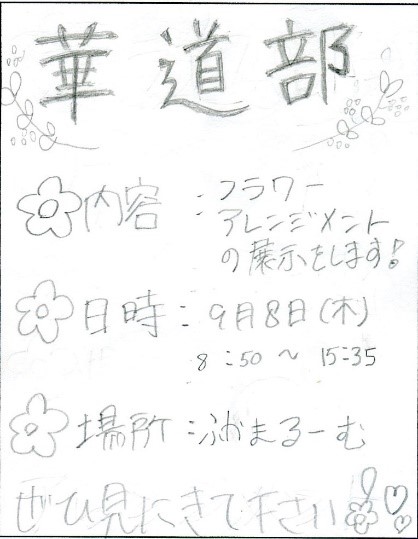 華道部
内容：フラワー
アレンジメント
の展示をします！
日時：9月8日(木)
8：50～15：35
場所：ふぉまるーむ
ぜひ見にきて下さい！